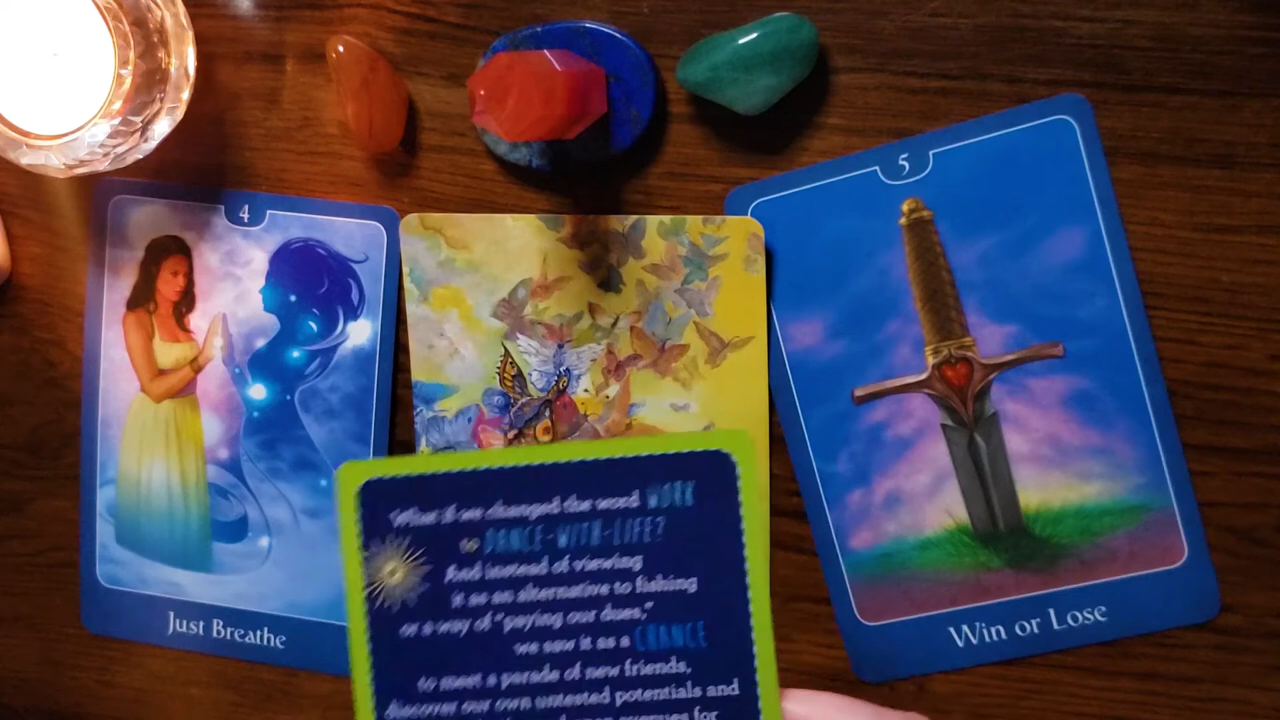 4
Just Breathe
5
Win or Lose
What if we changed the word WORK
to DANCE-WITH-LIFE?
And instead of viewing
it as an alternative to fishing
or a way of "paying our dues,"
we saw it as a CHANCE
to meet a parade of new friends,
discover our own untested potentials and
avenues for